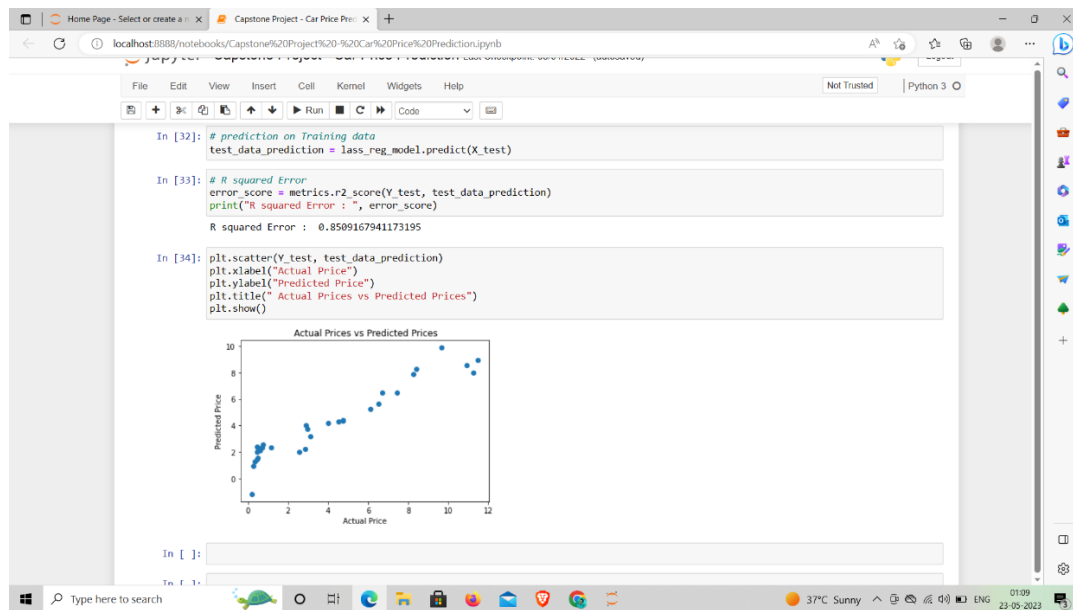 Home Page - Select or create a n
Capstone Project - Car Price Pred
localhost:8888/notebooks/Capstone%20Project%20-%20Car%20Price%20Prediction.ipynb
File Edit View Insert Cell Kernel Widgets Help
Not Trusted
Python 3
Run
Code
In [32]: # prediction on Training data
test_data_prediction = lass_reg_model.predict(X_test)
In [33]: # R squared Error
error_score = metrics.r2_score(Y_test, test_data_prediction)
print("R squared Error : ", error_score)
R squared Error : 0.8509167941173195
In [34]: plt.scatter(Y_test, test_data_prediction)
plt.xlabel("Actual Price")
plt.ylabel("Predicted Price")
plt.title(" Actual Prices vs Predicted Prices")
plt.show()
Actual Prices vs Predicted Prices
10
8
6
4
2
0
Predicted Price
0 2 4 6 8 10 12
Actual Price
In [ ]:
In [ ]:
Type here to search
37°C Sunny
ENG
01:09
23-05-2023
3